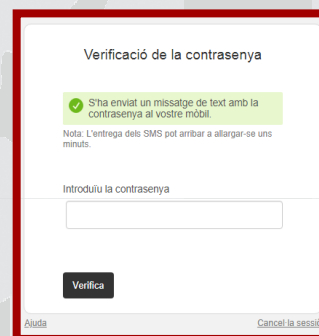 Verificació de la contrasenya
S'ha enviat un missatge de text amb la
contrasenya al vostre mòbil.
Nota: L'entrega dels SMS pot arribar a allargar-se uns
minuts.
Introduïu la contrasenya
Verifica
Ajuda
Cancel·la sessió